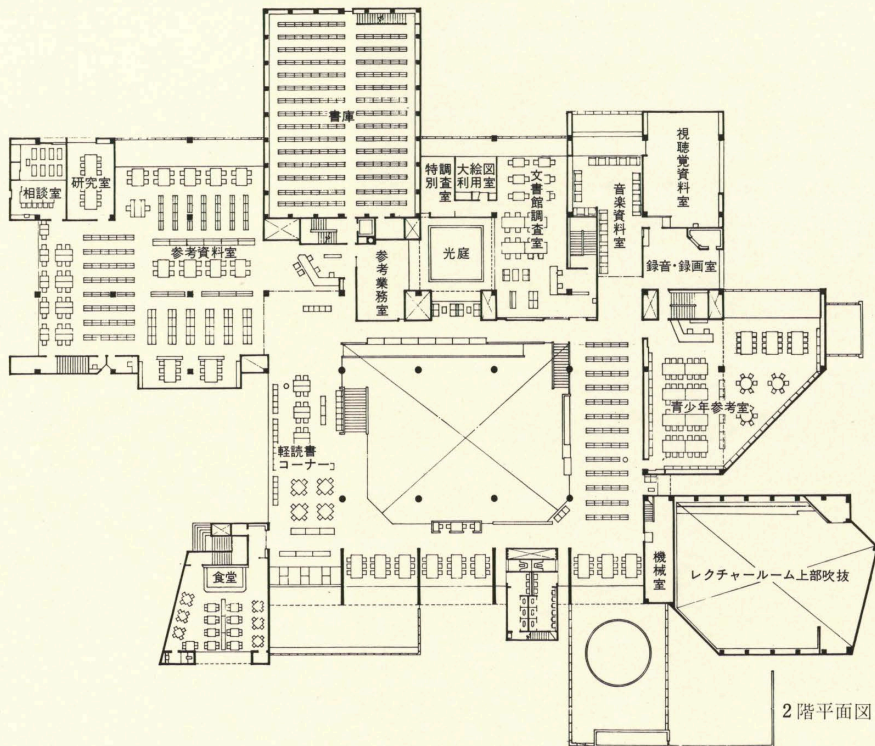 書庫
相談室
研究室
参考資料室
特別調査室
大絵図利用室
文書館調査室
音楽資料室
視聴覚資料室
参考業務室
光庭
録音・録画室
青少年参考室
軽読書
コーナー
食堂
機械室
レクチャールーム上部吹抜
2階平面図